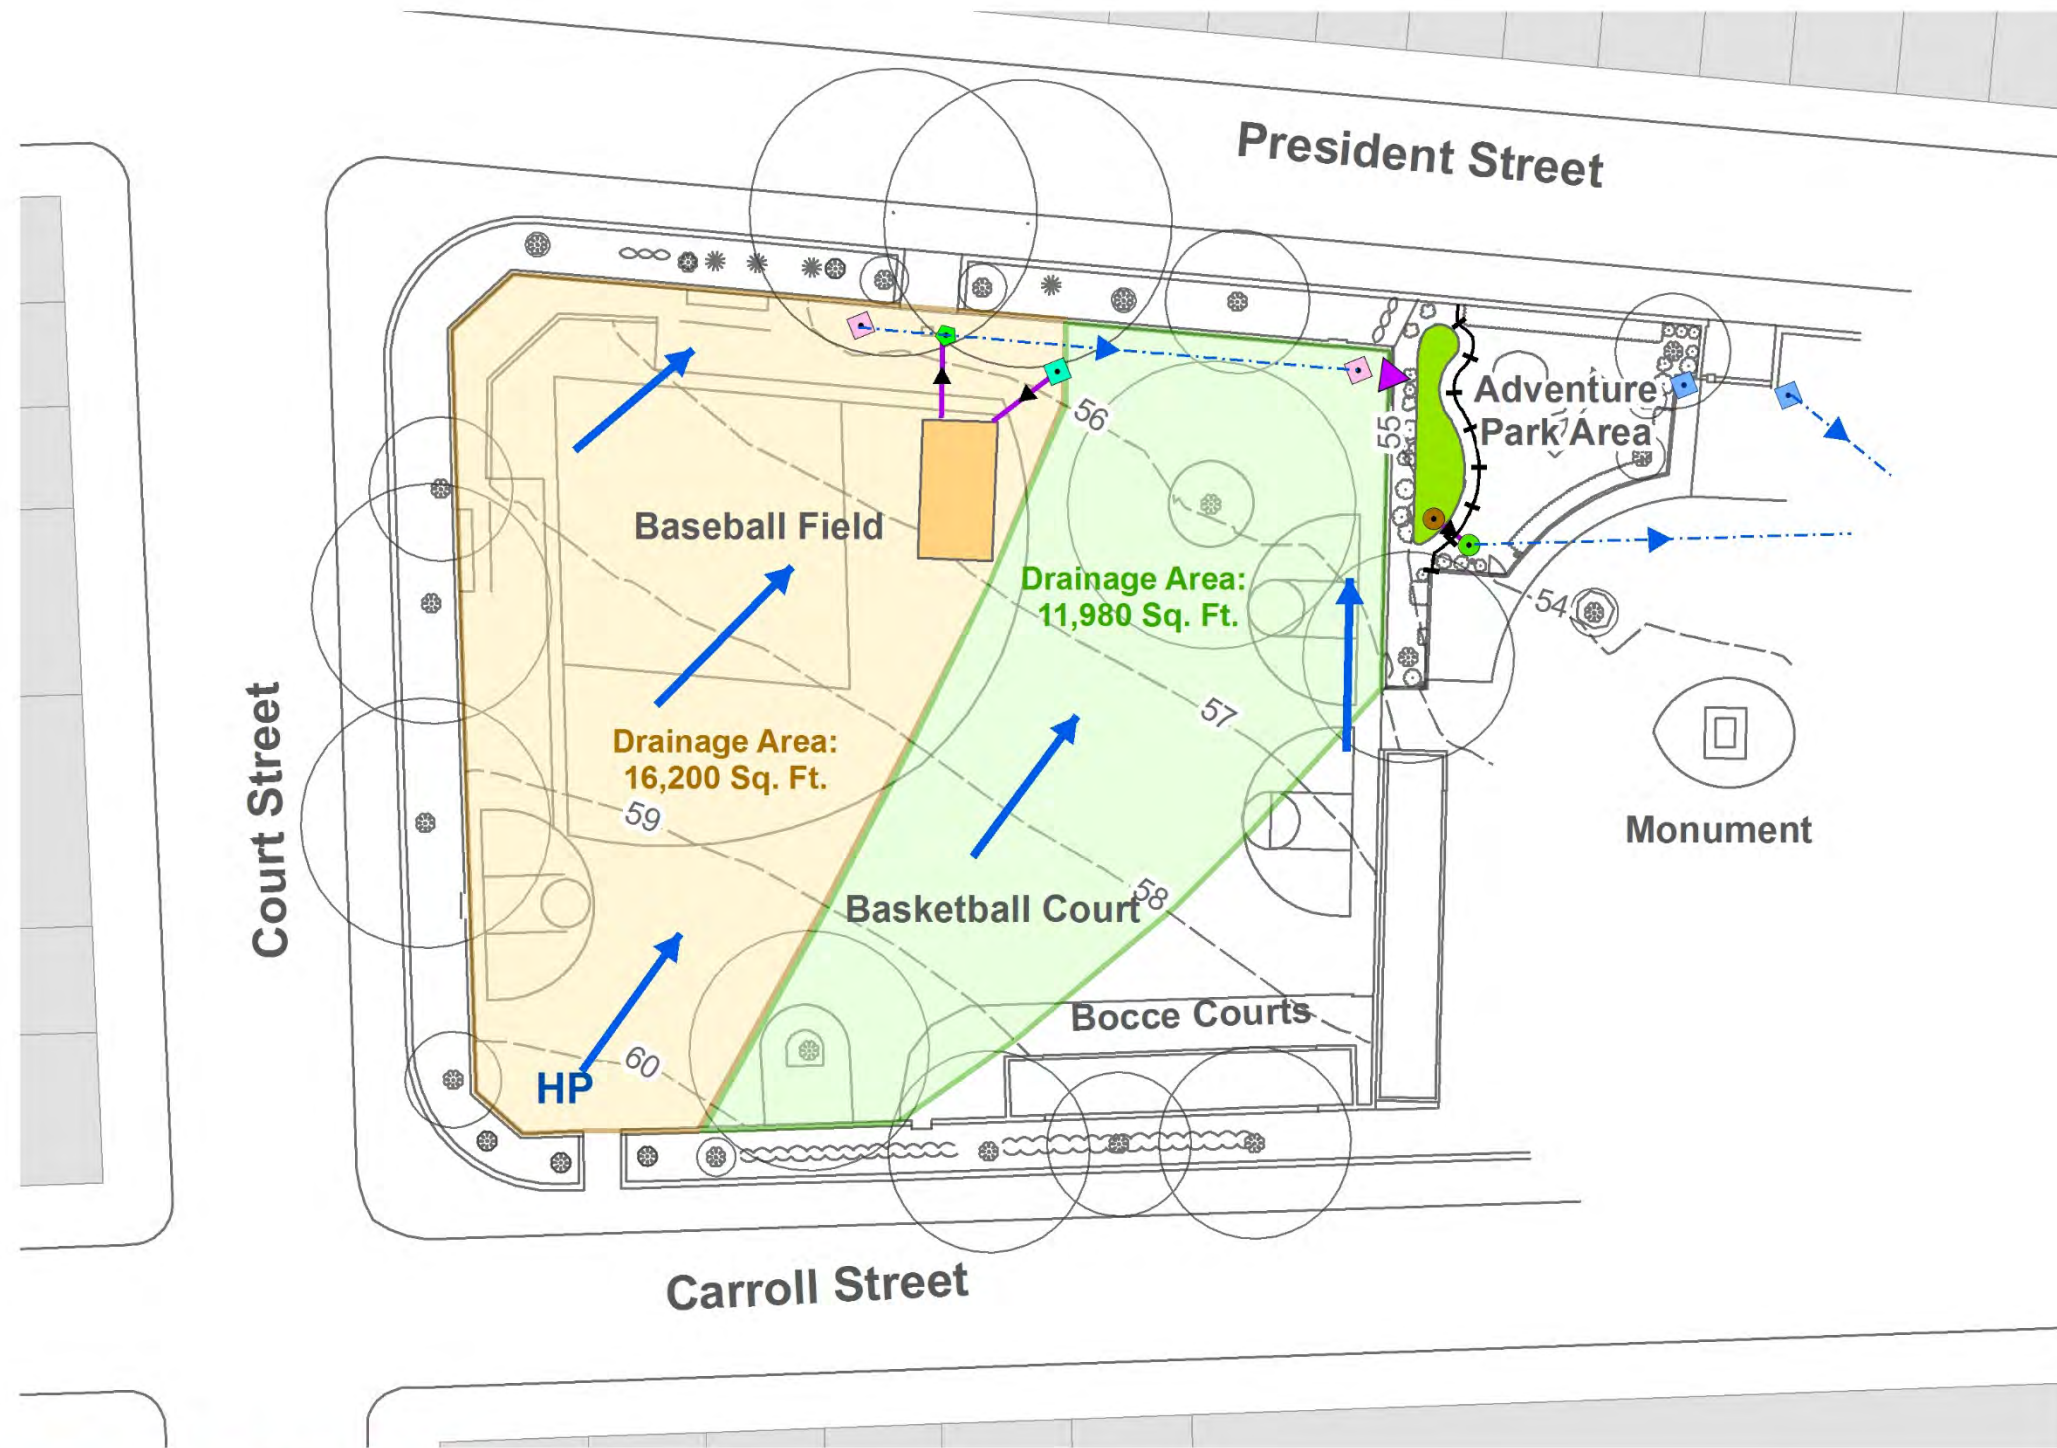 President Street
Adventure
Park Area
56
55
Baseball Field
Drainage Area:
11,980 Sq. Ft.
54
Court Street
57
Drainage Area:
16,200 Sq. Ft.
59
Monument
58
Basketball Court
Bocce Courts
60
HP
Carroll Street